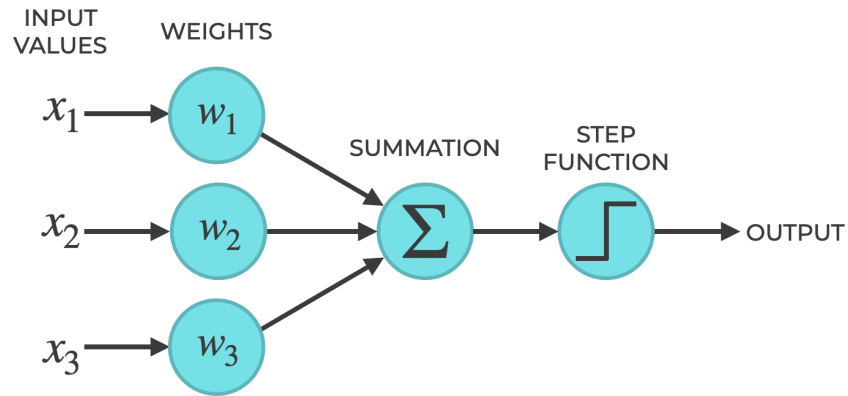 INPUT
VALUES
WEIGHTS
x₁
w₁
SUMMATION
STEP
FUNCTION
x₂
w₂
Σ
OUTPUT
x₃
w₃